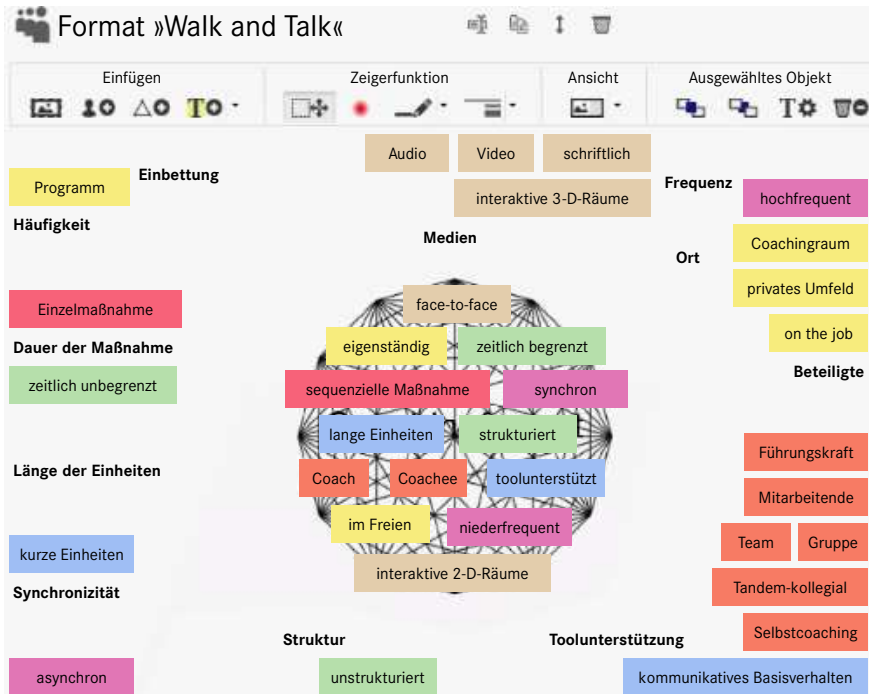 Format »Walk and Talk«
Einfügen Zeigerfunktion Ansicht Ausgewähltes Objekt
Audio Video schriftlich
Programm Einbettung interaktive 3-D-Räume Frequenz hochfrequent
Häufigkeit Medien Ort Coachingraum
privates Umfeld
Einzelmaßnahme face-to-face on the job
Dauer der Maßnahme eigenständig zeitlich begrenzt Beteiligte
zeitlich unbegrenzt sequenzielle Maßnahme synchron
lange Einheiten strukturiert Führungskraft
Länge der Einheiten Coach Coachee toolunterstützt Mitarbeitende
im Freien niederfrequent Team Gruppe
kurze Einheiten interaktive 2-D-Räume Tandem-kollegial
Synchronizität Selbstcoaching
Struktur Toolunterstützung
asynchron unstrukturiert kommunikatives Basisverhalten